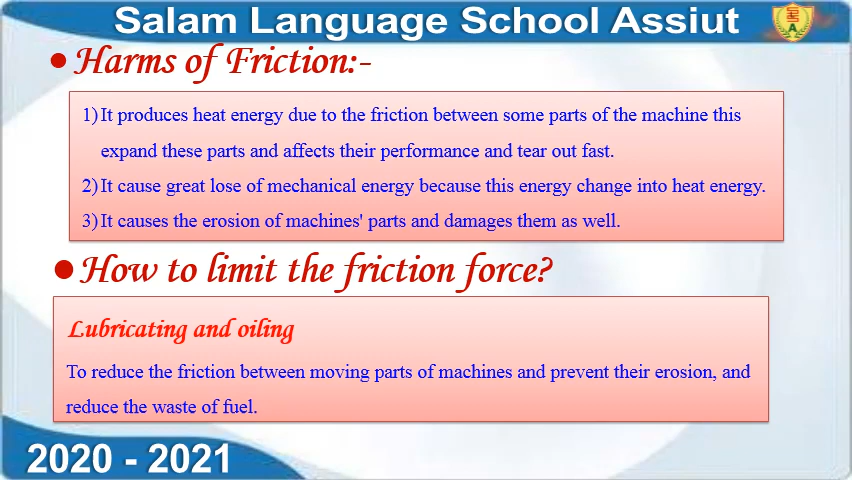 Salam Language School Assiut
A
• Harms of Friction:-
1) It produces heat energy due to the friction between some parts of the machine this
expand these parts and affects their performance and tear out fast.
2) It cause great lose of mechanical energy because this energy change into heat energy.
3) It causes the erosion of machines' parts and damages them as well.
• How to limit the friction force?
Lubricating and oiling
To reduce the friction between moving parts of machines and prevent their erosion, and
reduce the waste of fuel.
2020 - 2021